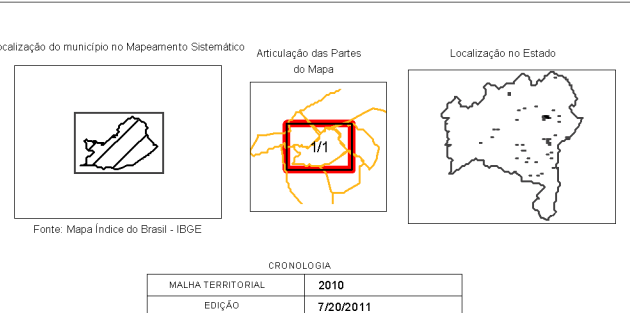 ocalização do município no Mapeamento Sistemático
Articulação das Partes
do Mapa
Localização no Estado
1/1
Fonte: Mapa Índice do Brasil - IBGE
CRONOLOGIA
MALHA TERRITORIAL 2010
EDIÇÃO 7/20/2011